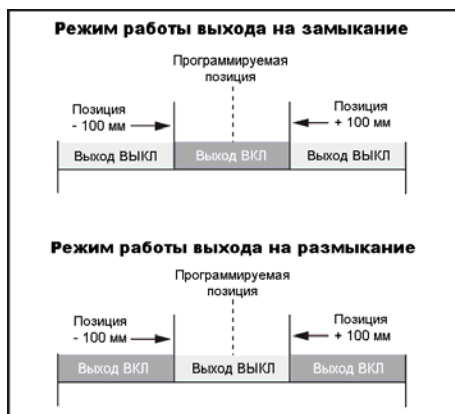 Режим работы выхода на замыкание
Программируемая
позиция
Позиция
- 100 мм
Позиция
+ 100 мм
Выход ВЫКЛ
Выход ВКЛ
Выход ВЫКЛ
Режим работы выхода на размыкание
Программируемая
позиция
Позиция
- 100 мм
Позиция
+ 100 мм
Выход ВКЛ
Выход ВЫКЛ
Выход ВКЛ